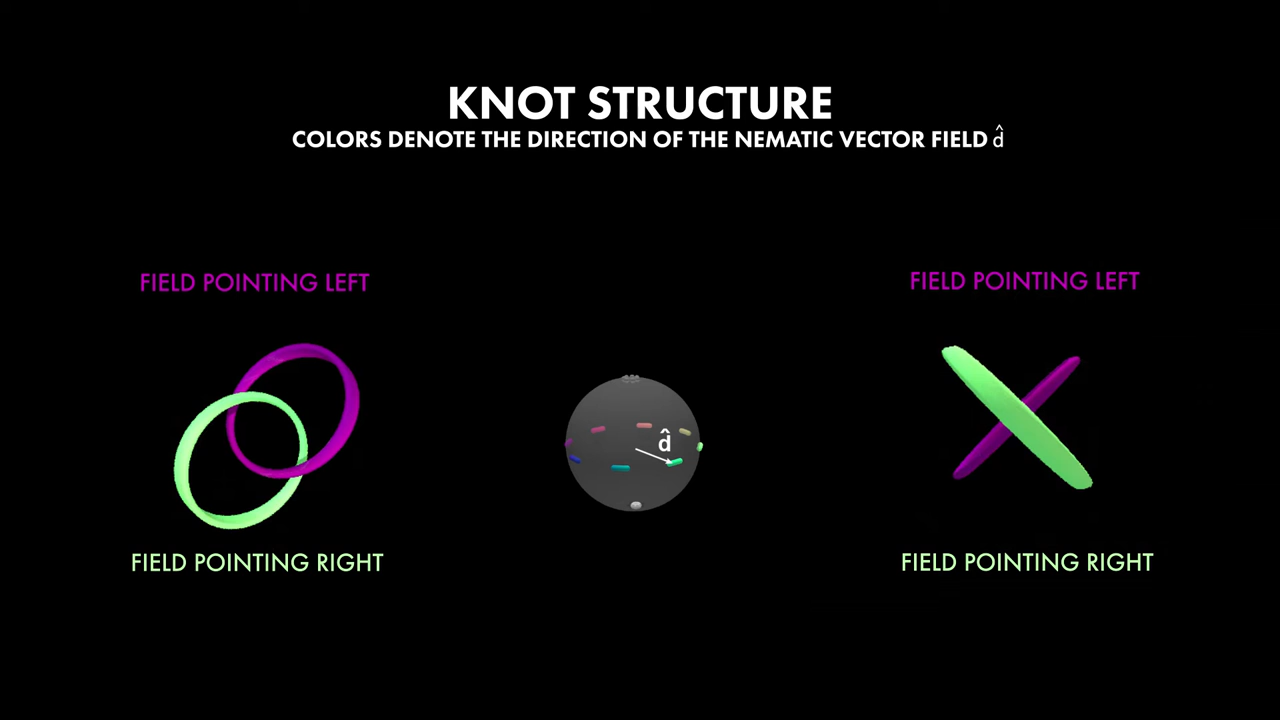 KNOT STRUCTURE
COLORS DENOTE THE DIRECTION OF THE NEMATIC VECTOR FIELD d̂
FIELD POINTING LEFT
FIELD POINTING LEFT
d̂
FIELD POINTING RIGHT
FIELD POINTING RIGHT